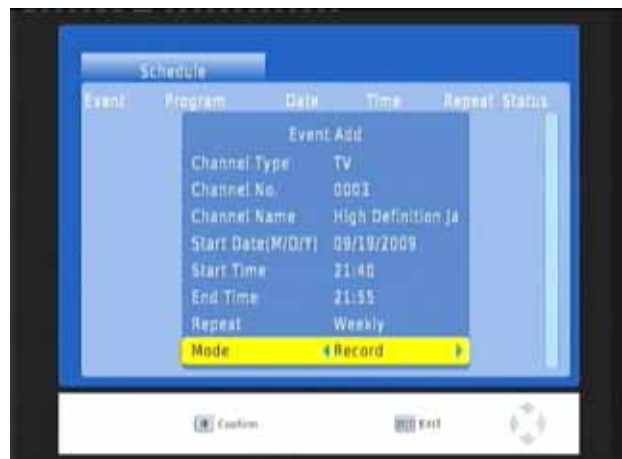 Schedule
Event Program Date Time Repeat Status
Event Add
Channel Type TV
Channel No. 0003
Channel Name High Definition Ja
Start Date(M/D/Y) 09/19/2009
Start Time 21:40
End Time 21:55
Repeat Weekly
Mode Record
Confirm Exit